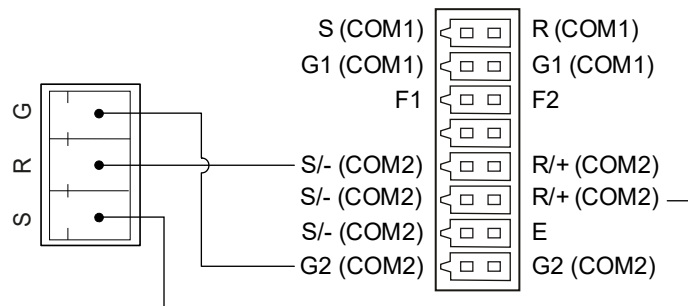 S (COM1) R (COM1)
G1 (COM1) G1 (COM1)
F1 F2
G
R
S
S/- (COM2) R/+ (COM2)
S/- (COM2) R/+ (COM2)
S/- (COM2) E
G2 (COM2) G2 (COM2)